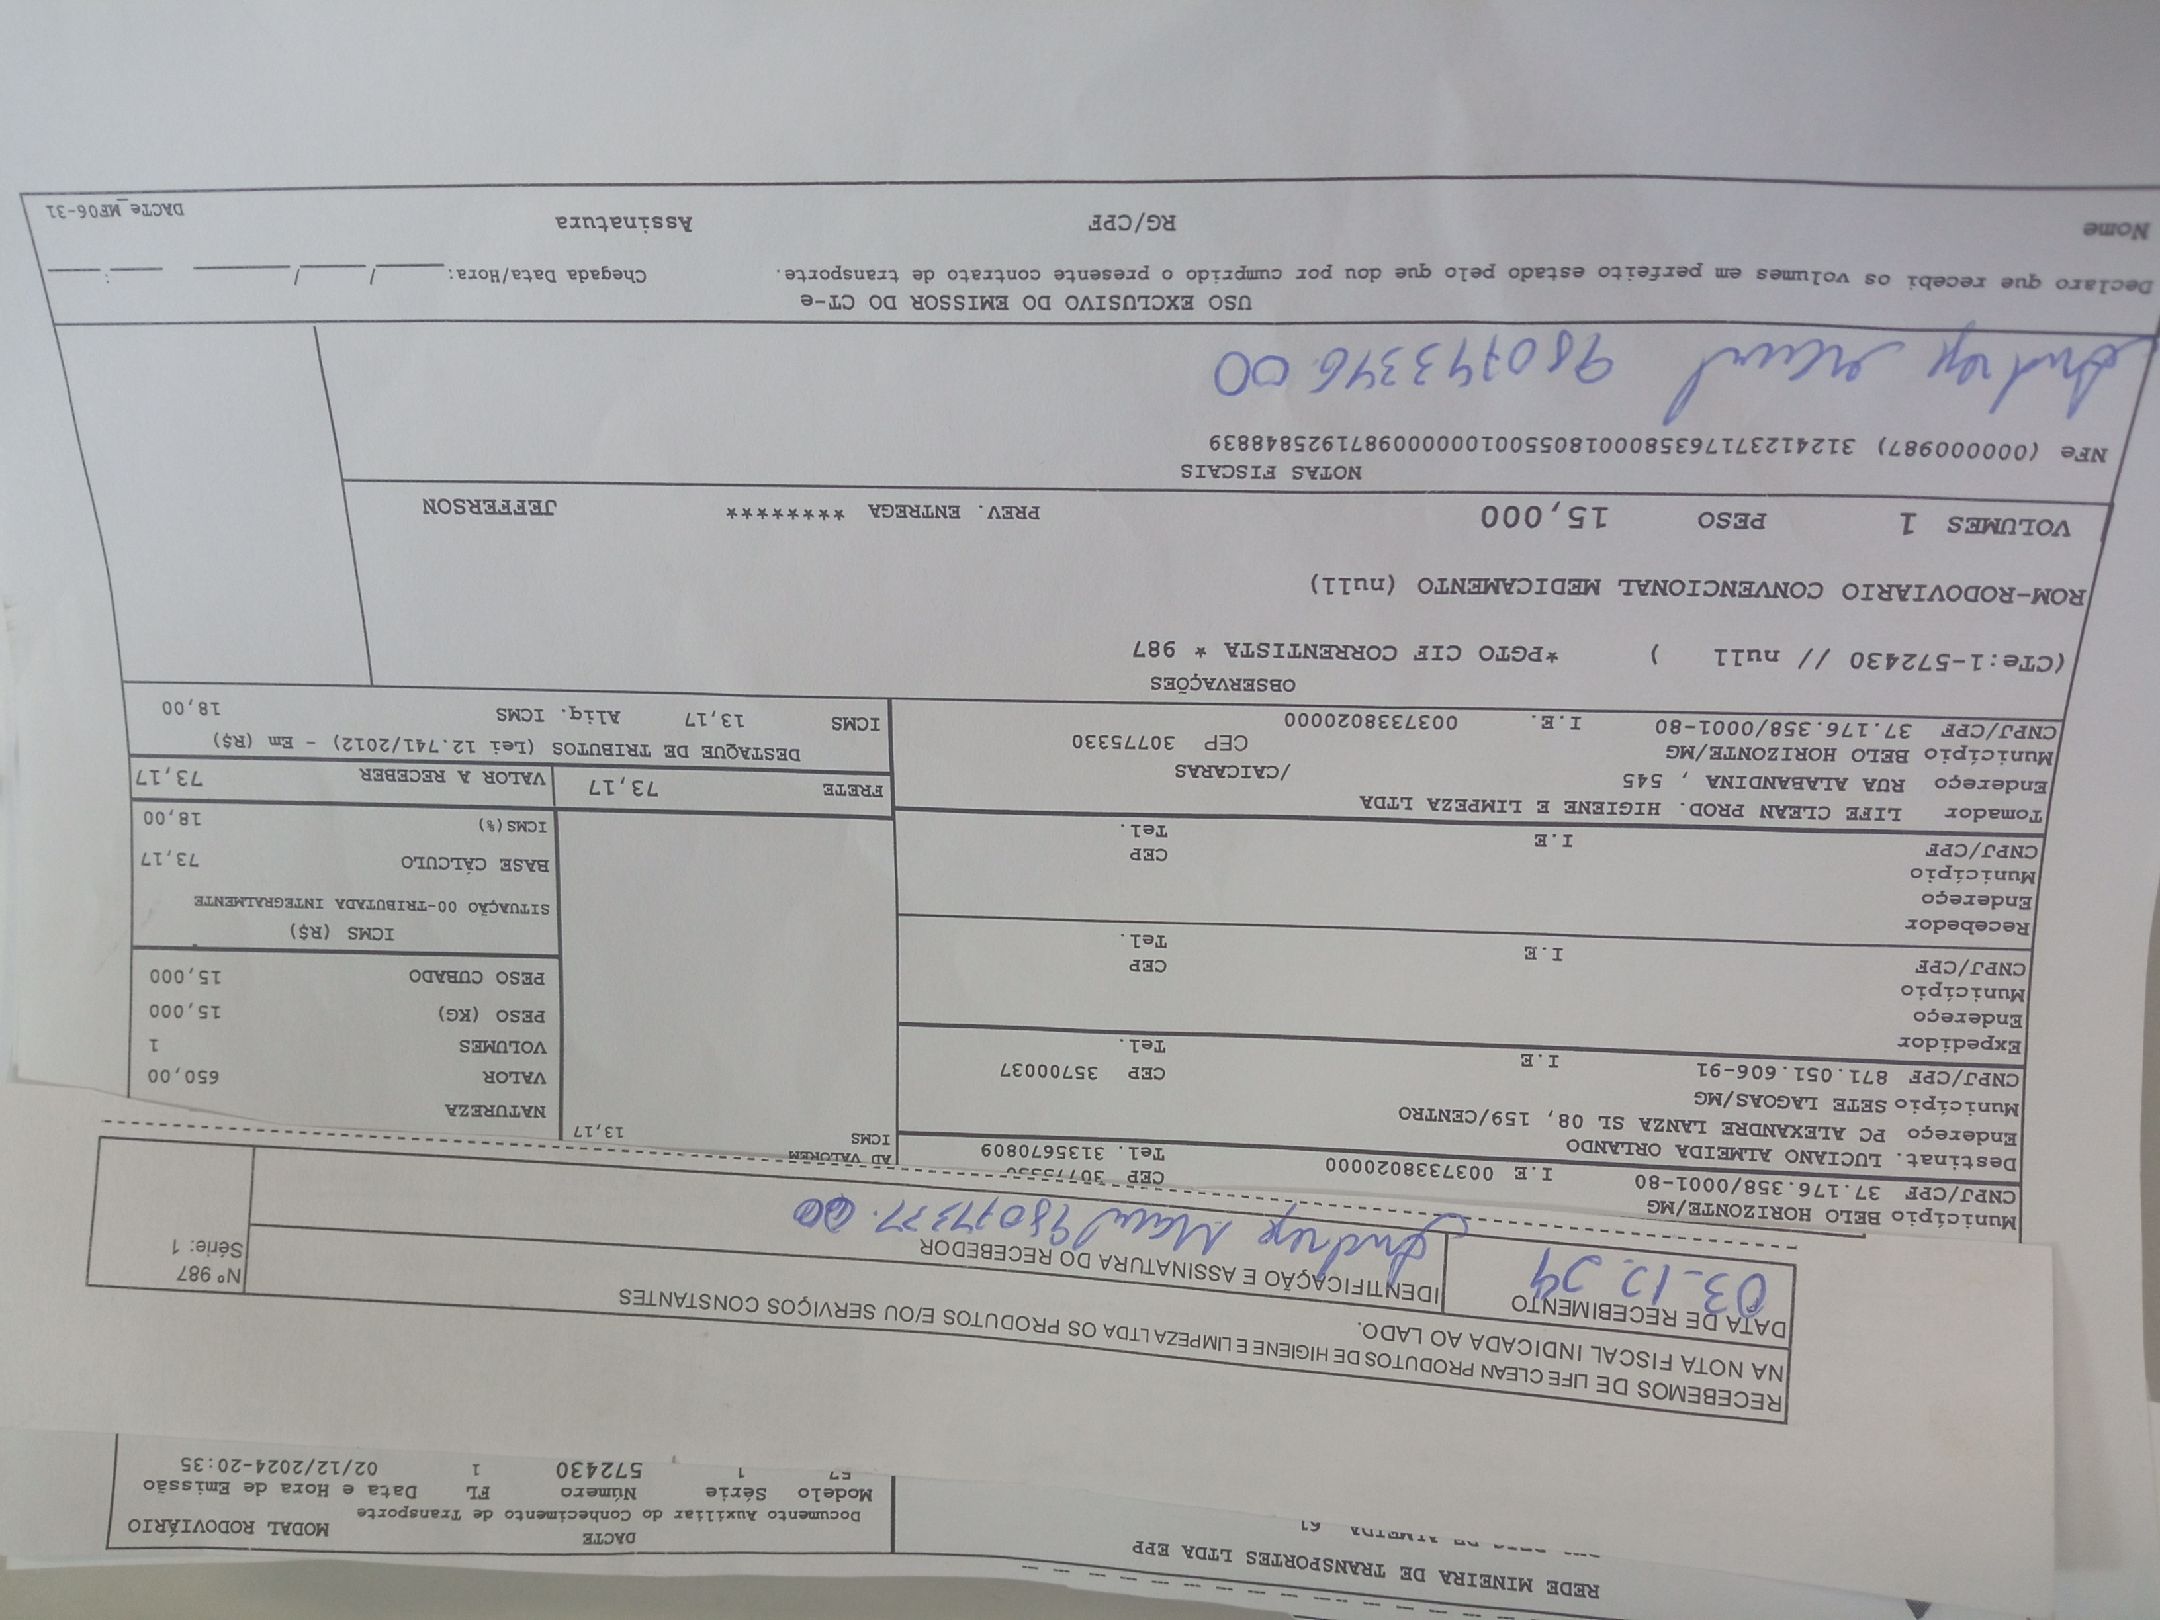 REDE MINEIRA DE TRANSPORTES LTDA EPP
DACTE
Documento Auxiliar do Conhecimento de Transporte
MODAL RODOVIÁRIO
Modelo Série Número FL Data e Hora de Emissão
57 1 572430 1 02/12/2024-20:35
RECEBEMOS DE LIFE CLEAN PRODUTOS DE HIGIENE E LIMPEZA LTDA OS PRODUTOS E/OU SERVIÇOS CONSTANTES
NA NOTA FISCAL INDICADA AO LADO.
DATA DE RECEBIMENTO
03-12-24
IDENTIFICAÇÃO E ASSINATURA DO RECEBEDOR
Nº 987
Série: 1
Município BELO HORIZONTE/MG
CEP 30775330
CNPJ/CPF 37.176.358/0001-80 I.E 0037338020000 Tel. 3135670809
Destinat. LUCIANO ALMEIDA ORLANDO
Endereço PC ALEXANDRE LANZA SL 08, 159/CENTRO
Município SETE LAGOAS/MG CEP 35700037
CNPJ/CPF 871.051.606-91 I.E Tel.
Expedidor
Endereço
Município CEP
CNPJ/CPF I.E Tel.
Recebedor
Endereço
Município CEP
CNPJ/CPF I.E Tel.
Tomador LIFE CLEAN PROD. HIGIENE E LIMPEZA LTDA
Endereço RUA ALABANDINA , 545 /CAICARAS
Município BELO HORIZONTE/MG CEP 30775330
CNPJ/CPF 37.176.358/0001-80 I.E. 0037338020000
AD VALOREM
ICMS 13,17
NATUREZA
VALOR 650,00
VOLUMES 1
PESO (KG) 15,000
PESO CUBADO 15,000
ICMS (R$)
SITUAÇÃO 00-TRIBUTADA INTEGRALMENTE
BASE CÁLCULO 73,17
ICMS(%) 18,00
FRETE 73,17 VALOR A RECEBER 73,17
DESTAQUE DE TRIBUTOS (Lei 12.741/2012) - Em (R$)
ICMS 13,17 Aliq. ICMS 18,00
OBSERVAÇÕES
(CTe:1-572430 // null ) *PGTO CIF CORRENTISTA * 987
ROM-RODOVIARIO CONVENCIONAL MEDICAMENTO (null)
VOLUMES 1 PESO 15,000 PREV. ENTREGA ******** JEFFERSON
NOTAS FISCAIS
NFe (000000987) 31241237176358000180550010000009871925848839
USO EXCLUSIVO DO EMISSOR DO CT-e
Declaro que recebi os volumes em perfeito estado pelo que dou por cumprido o presente contrato de transporte. Chegada Data/Hora: ____/____/____ ___:___
Nome RG/CPF Assinatura
DACTe_MF06-31